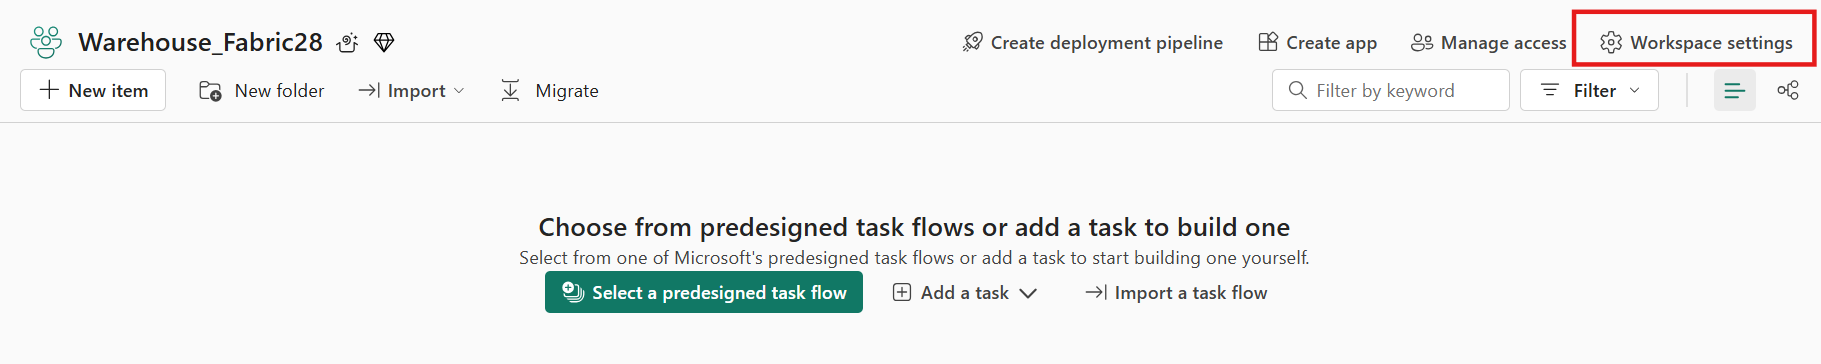 Warehouse_Fabric28
Create deployment pipeline
Create app
Manage access
Workspace settings
New item
New folder
Import
Migrate
Filter by keyword
Filter
Choose from predesigned task flows or add a task to build one
Select from one of Microsoft's predesigned task flows or add a task to start building one yourself.
Select a predesigned task flow
Add a task
Import a task flow